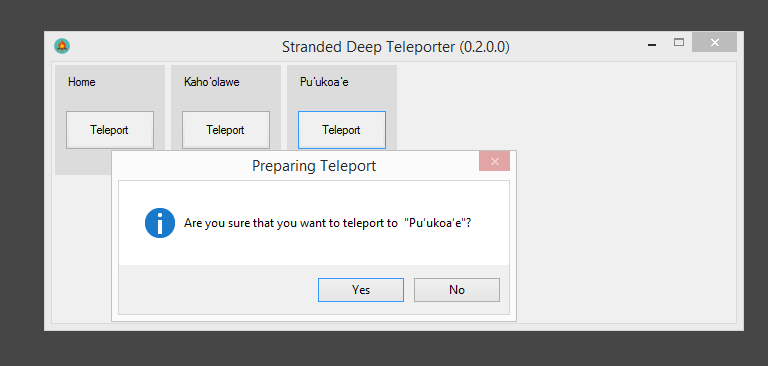 Stranded Deep Teleporter (0.2.0.0)
Home
Kaho'olawe
Pu'ukoa'e
Teleport
Teleport
Teleport
Preparing Teleport
Are you sure that you want to teleport to  "Pu'ukoa'e"?
Yes
No